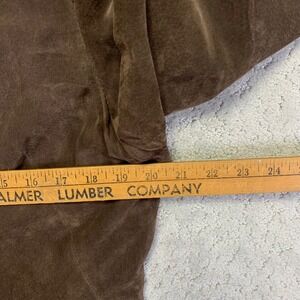 15 16 17 18 19 20 21 22 23 24
ALMER LUMBER COMPANY